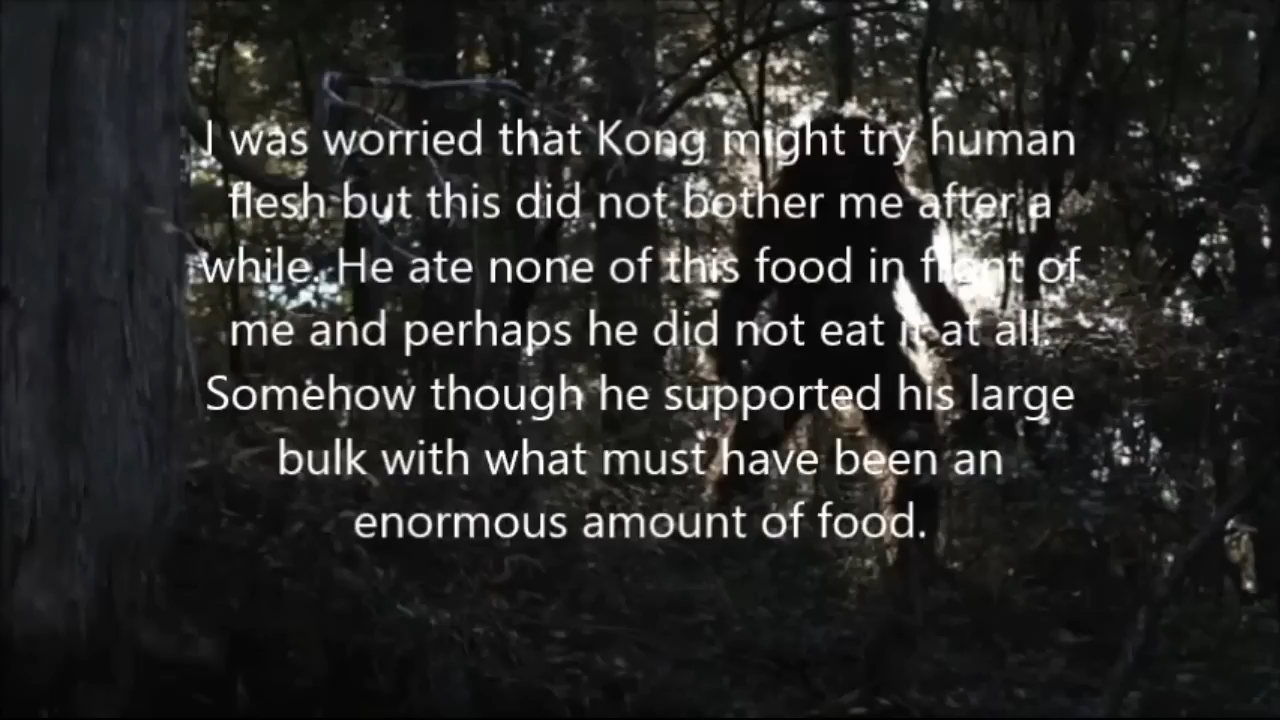 I was worried that Kong might try human
flesh but this did not bother me after a
while. He ate none of this food in front of
me and perhaps he did not eat it at all.
Somehow though he supported his large
bulk with what must have been an
enormous amount of food.